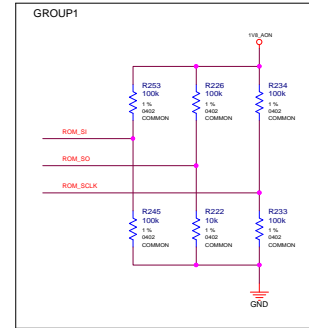 GROUP1
1V8_AON
R253
100k
1 %
0402
COMMON
R226
100k
1 %
0402
COMMON
R234
100k
1 %
0402
COMMON
ROM_SI
ROM_SO
ROM_SCLK
R245
100k
1 %
0402
COMMON
R222
10k
1 %
0402
COMMON
R233
100k
1 %
0402
COMMON
GND